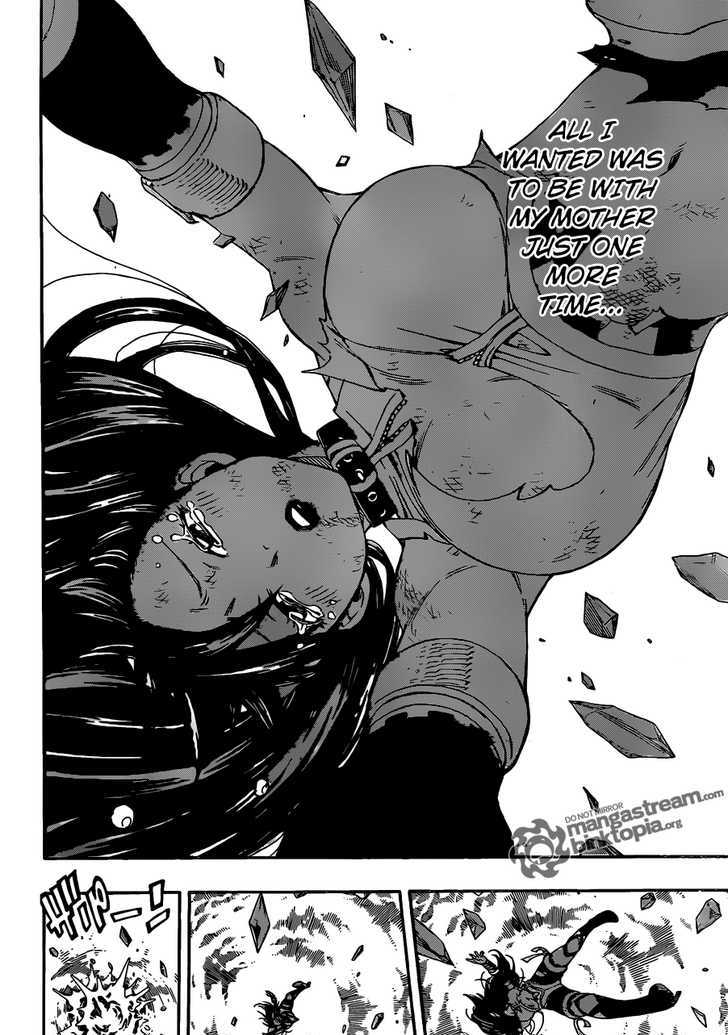 ALL I
WANTED WAS
TO BE WITH
MY MOTHER
JUST ONE
MORE
TIME...
DO NOT MIRROR
mangastream.com
binktopia.org